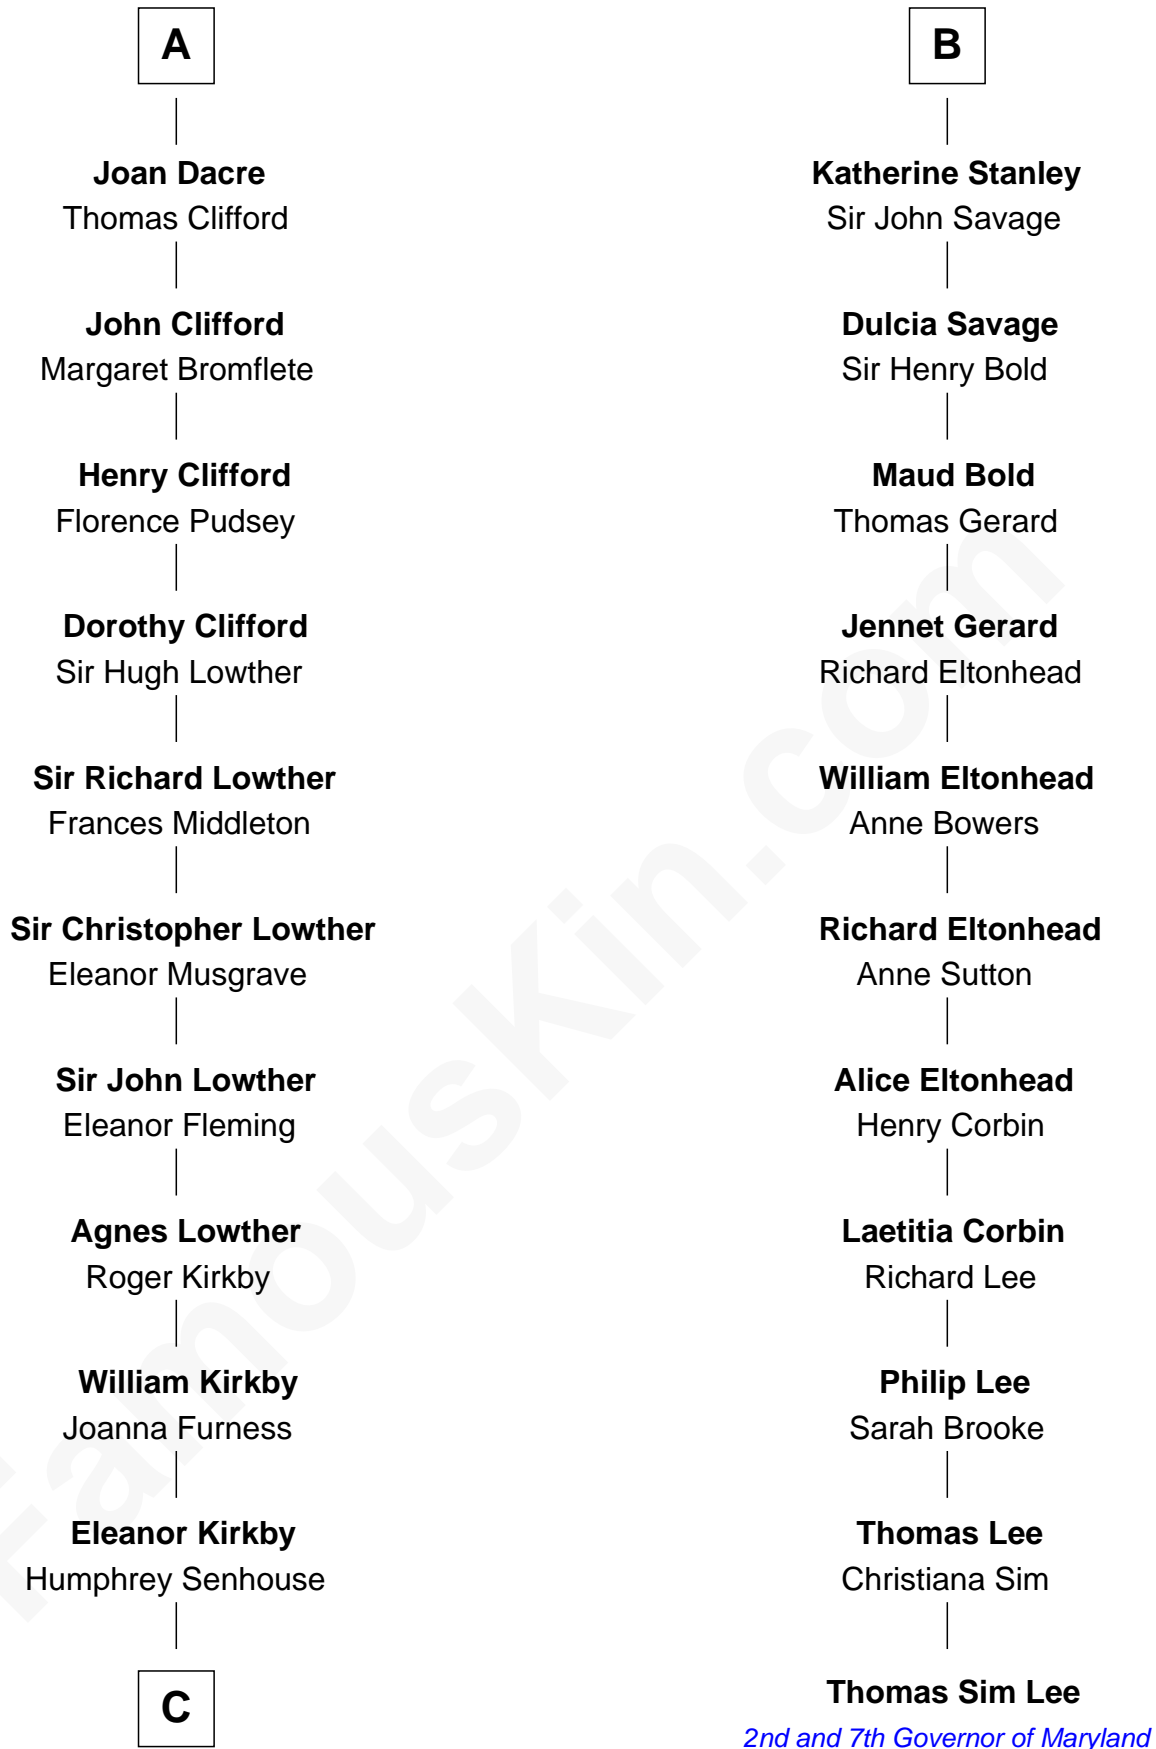 A
Joan Dacre
Thomas Clifford
John Clifford
Margaret Bromflete
Henry Clifford
Florence Pudsey
Dorothy Clifford
Sir Hugh Lowther
Sir Richard Lowther
Frances Middleton
Sir Christopher Lowther
Eleanor Musgrave
Sir John Lowther
Eleanor Fleming
Agnes Lowther
Roger Kirkby
William Kirkby
Joanna Furness
Eleanor Kirkby
Humphrey Senhouse
C
B
Katherine Stanley
Sir John Savage
Dulcia Savage
Sir Henry Bold
Maud Bold
Thomas Gerard
Jennet Gerard
Richard Eltonhead
William Eltonhead
Anne Bowers
Richard Eltonhead
Anne Sutton
Alice Eltonhead
Henry Corbin
Laetitia Corbin
Richard Lee
Philip Lee
Sarah Brooke
Thomas Lee
Christiana Sim
Thomas Sim Lee
2nd and 7th Governor of Maryland
FamousKin.com